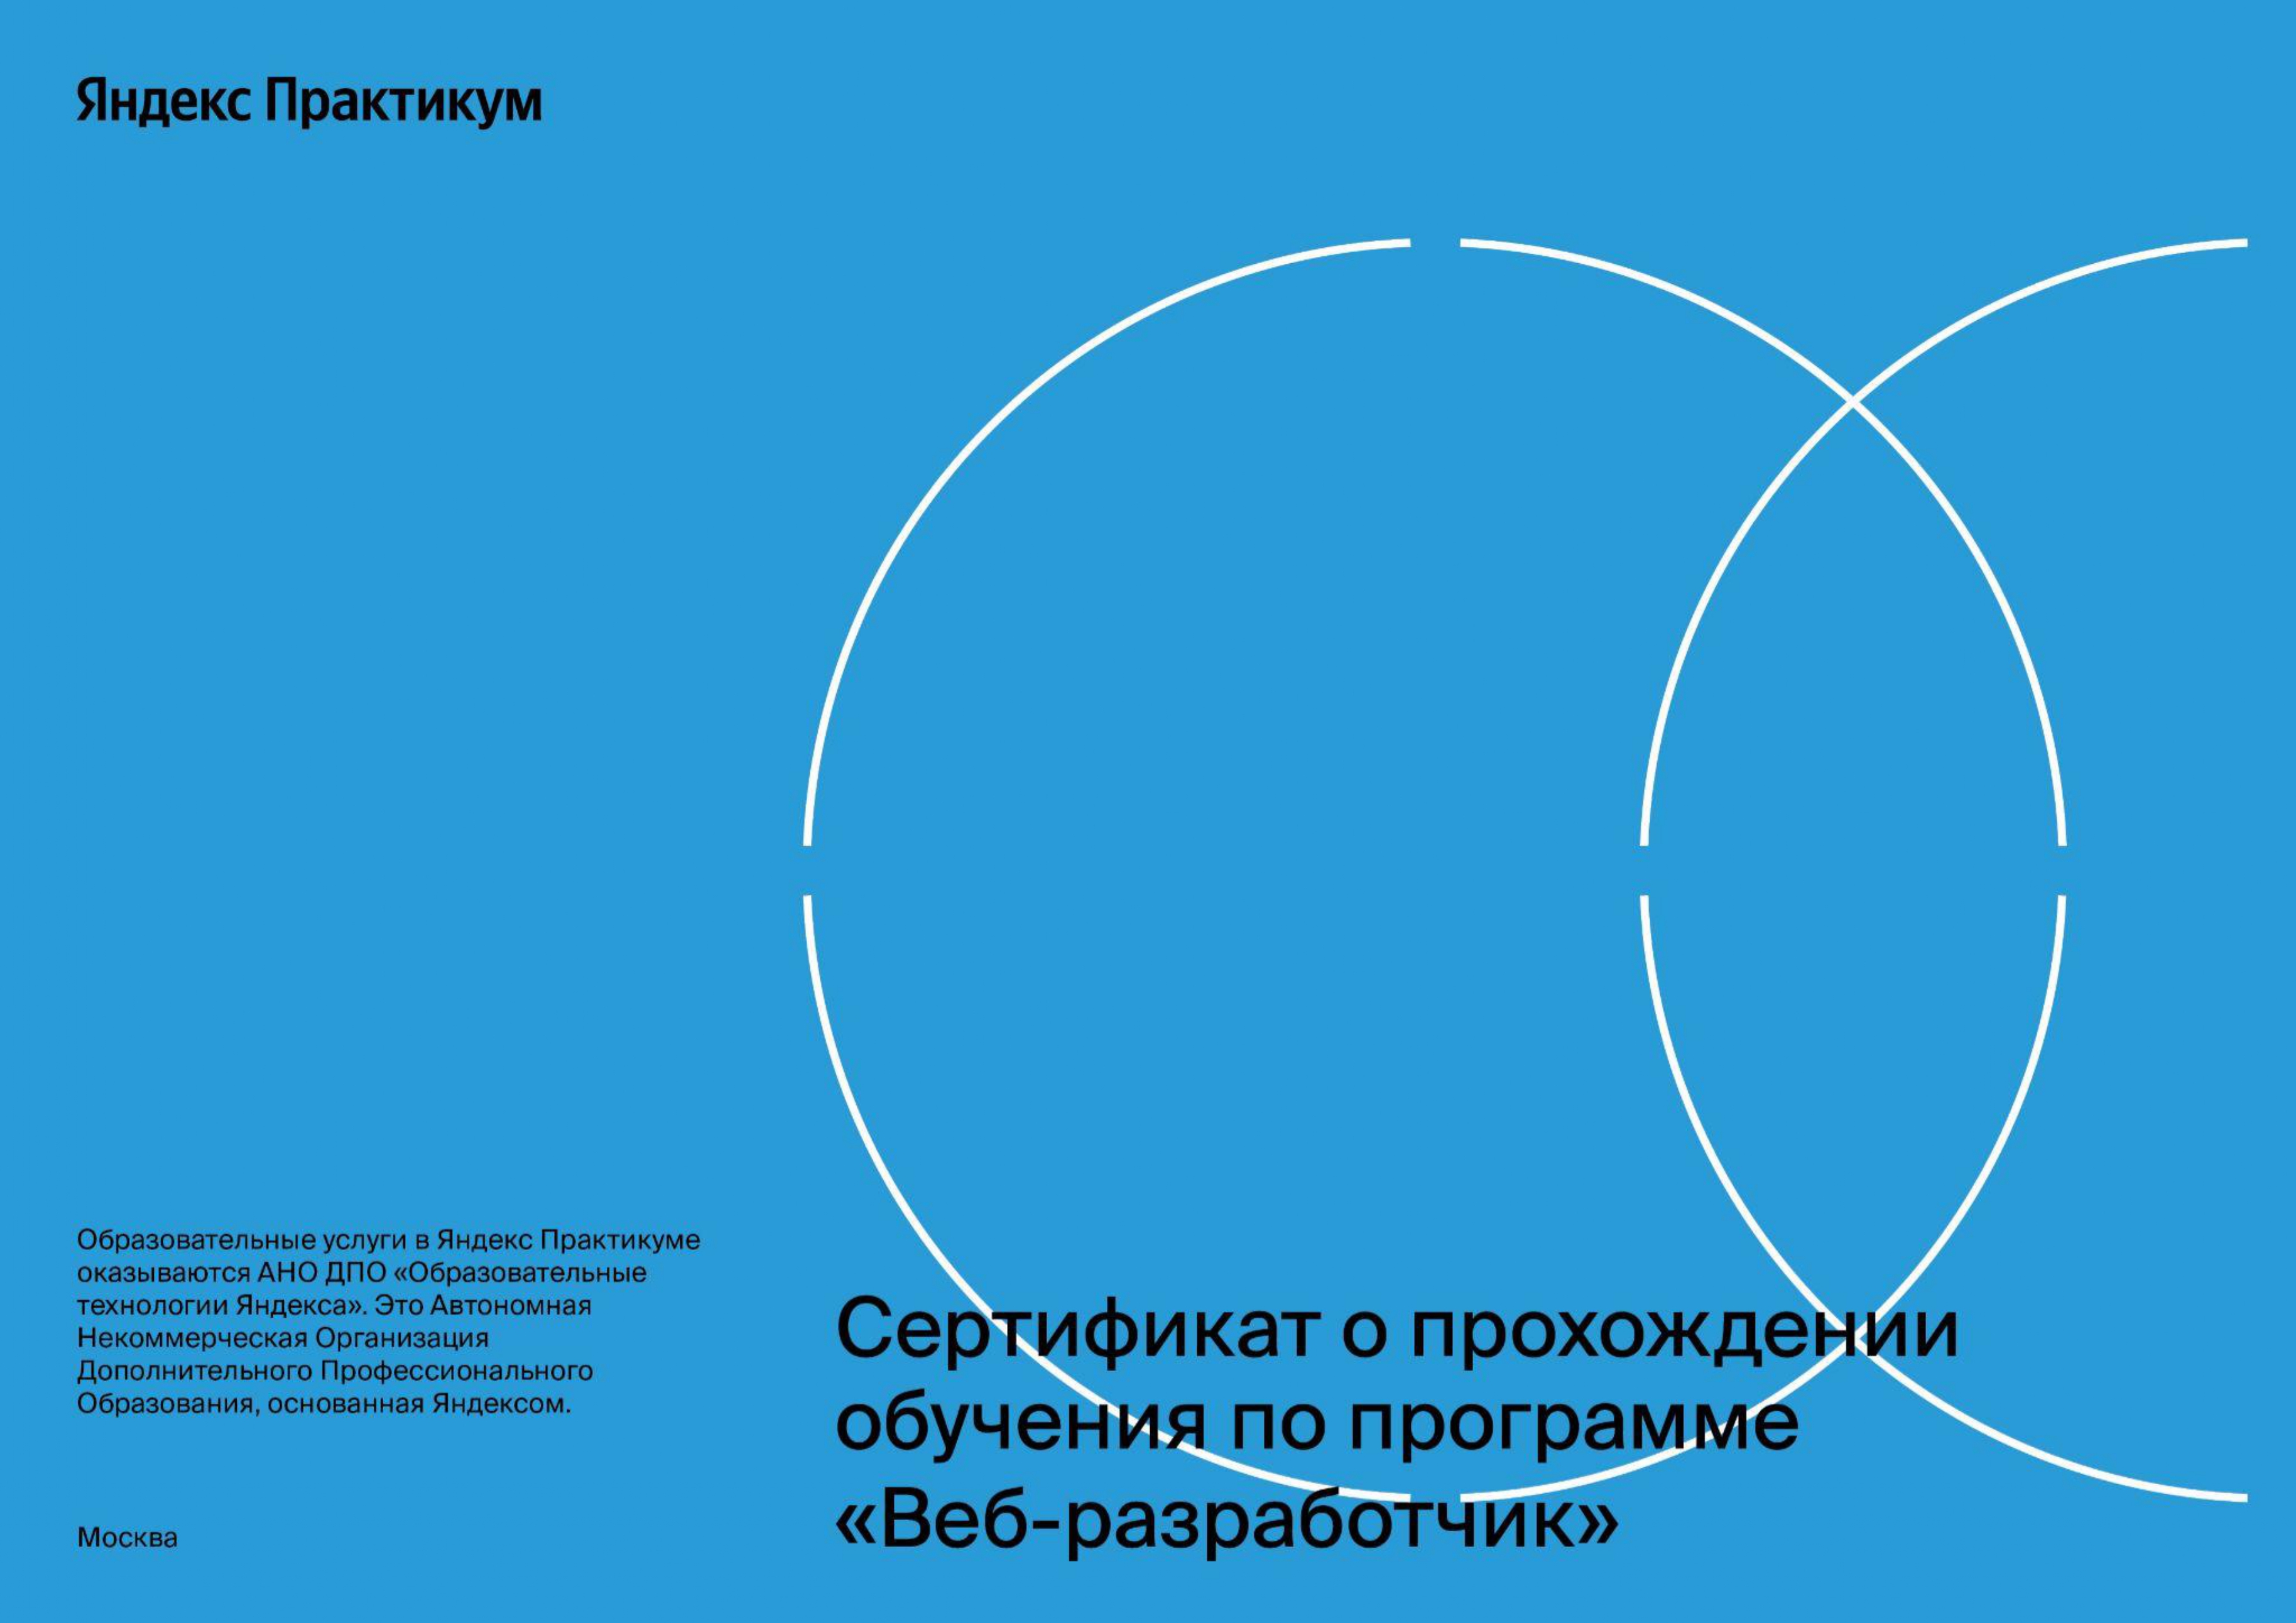 Яндекс Практикум
Образовательные услуги в Яндекс Практикуме
оказываются АНО ДПО «Образовательные
технологии Яндекса». Это Автономная
Некоммерческая Организация
Дополнительного Профессионального
Образования, основанная Яндексом.
Москва
Сертификат о прохождении
обучения по программе
«Веб-разработчик»